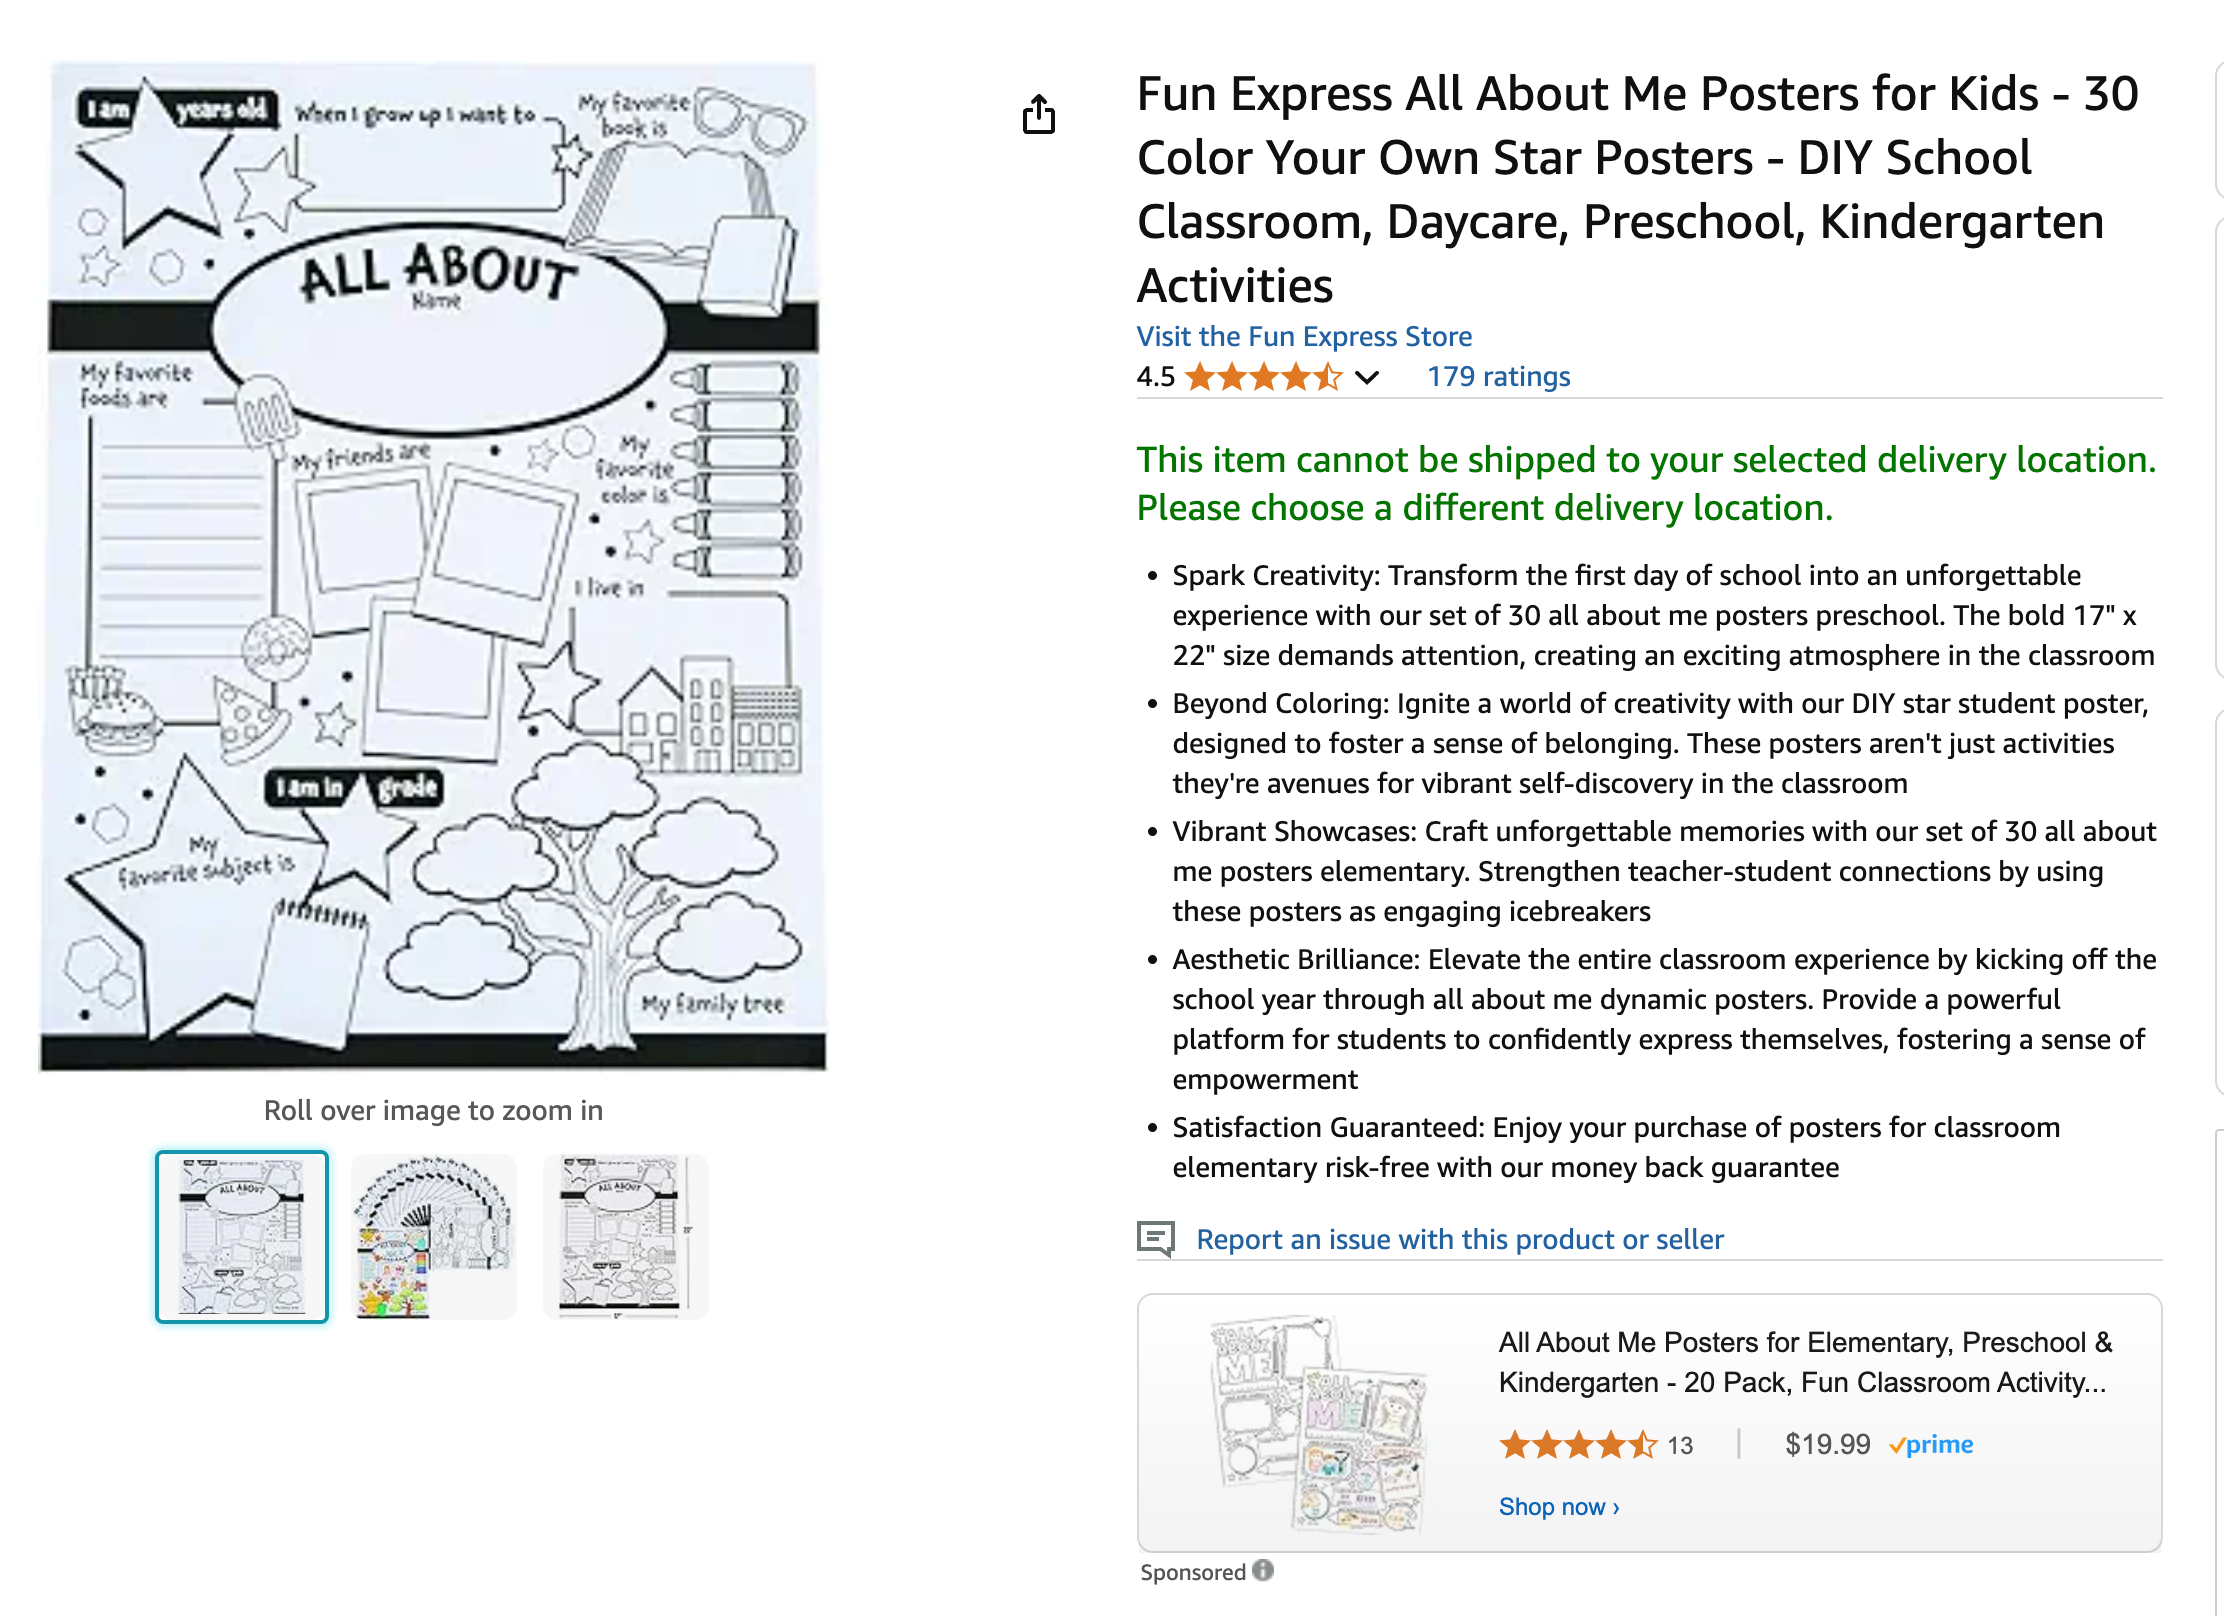 I am years old
When I grow up I want to
My favorite
book is
ALL ABOUT
Name
My favorite
foods are
My friends are
My
favorite
color is
I live in
I am in grade
My
favorite subject is
My family tree
Roll over image to zoom in
ALL ABOUT
ALL ABOUT
22"
17"
Fun Express All About Me Posters for Kids - 30
Color Your Own Star Posters - DIY School
Classroom, Daycare, Preschool, Kindergarten
Activities
Visit the Fun Express Store
4.5 179 ratings
This item cannot be shipped to your selected delivery location.
Please choose a different delivery location.
• Spark Creativity: Transform the first day of school into an unforgettable
experience with our set of 30 all about me posters preschool. The bold 17" x
22" size demands attention, creating an exciting atmosphere in the classroom
• Beyond Coloring: Ignite a world of creativity with our DIY star student poster,
designed to foster a sense of belonging. These posters aren't just activities
they're avenues for vibrant self-discovery in the classroom
• Vibrant Showcases: Craft unforgettable memories with our set of 30 all about
me posters elementary. Strengthen teacher-student connections by using
these posters as engaging icebreakers
• Aesthetic Brilliance: Elevate the entire classroom experience by kicking off the
school year through all about me dynamic posters. Provide a powerful
platform for students to confidently express themselves, fostering a sense of
empowerment
• Satisfaction Guaranteed: Enjoy your purchase of posters for classroom
elementary risk-free with our money back guarantee
Report an issue with this product or seller
ALL
ABOUT
ME
ALL
ABOUT
ME
All About Me Posters for Elementary, Preschool &
Kindergarten - 20 Pack, Fun Classroom Activity...
13 | $19.99 prime
Shop now ›
Sponsored